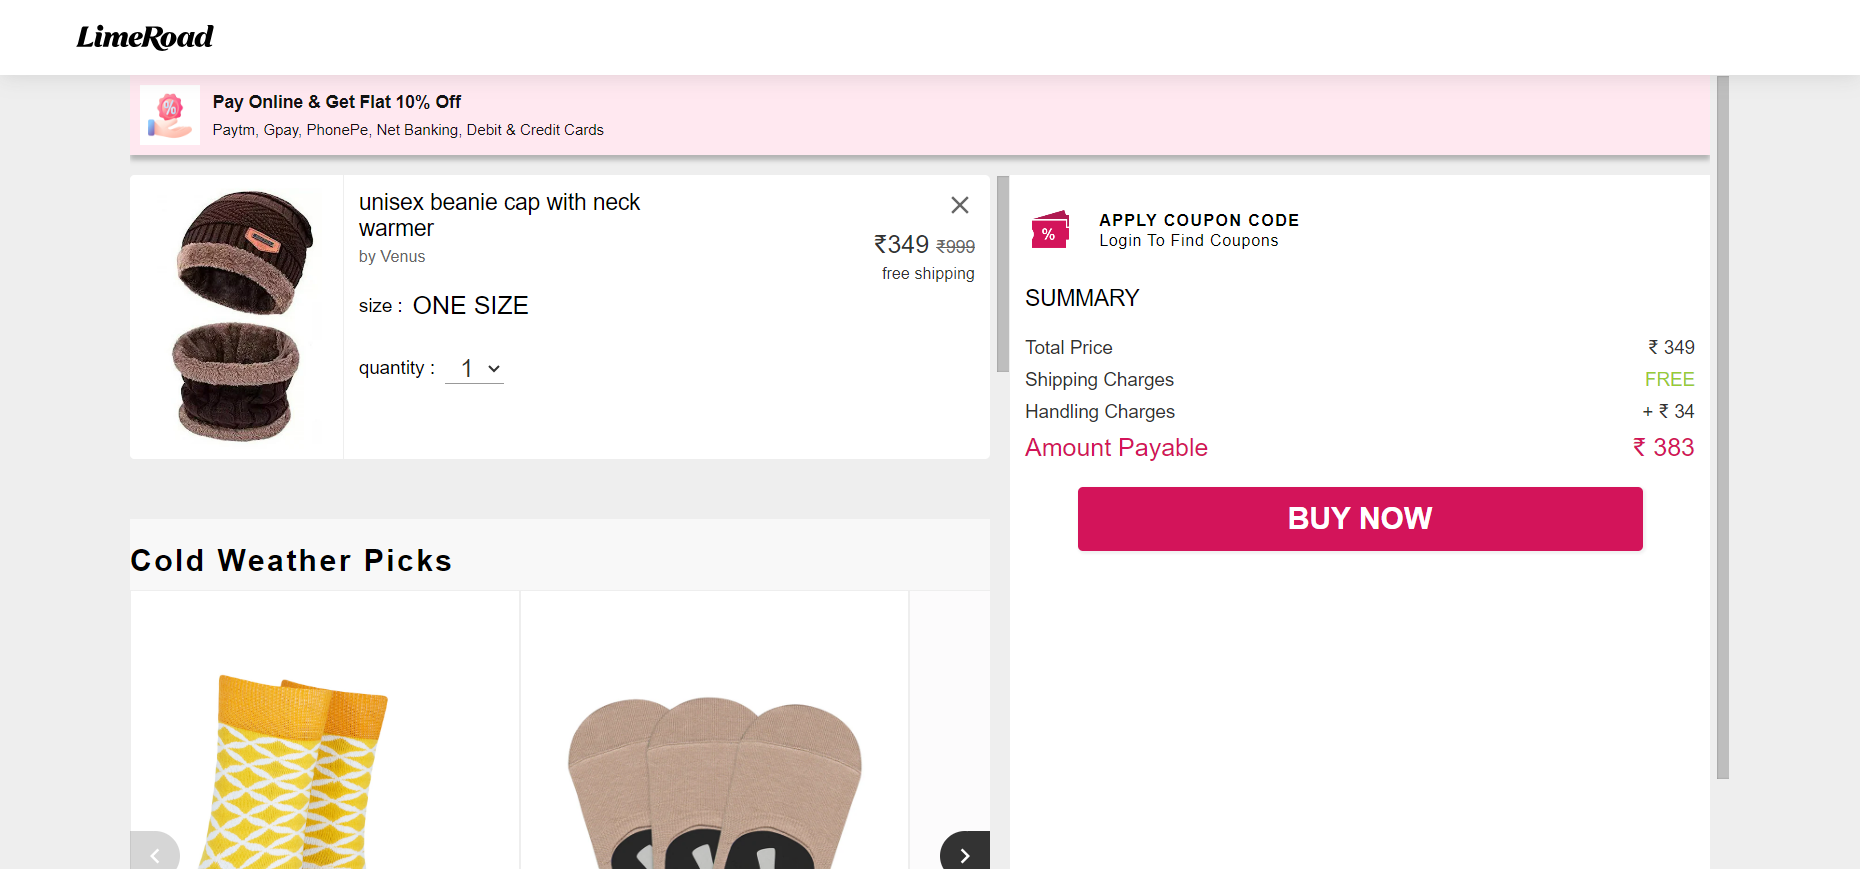 LimeRoad
Pay Online & Get Flat 10% Off
Paytm, Gpay, PhonePe, Net Banking, Debit & Credit Cards
unisex beanie cap with neck
warmer
by Venus
₹349 ₹999
free shipping
size : ONE SIZE
quantity : 1
%
APPLY COUPON CODE
Login To Find Coupons
SUMMARY
Total Price ₹ 349
Shipping Charges FREE
Handling Charges + ₹ 34
Amount Payable ₹ 383
BUY NOW
Cold Weather Picks